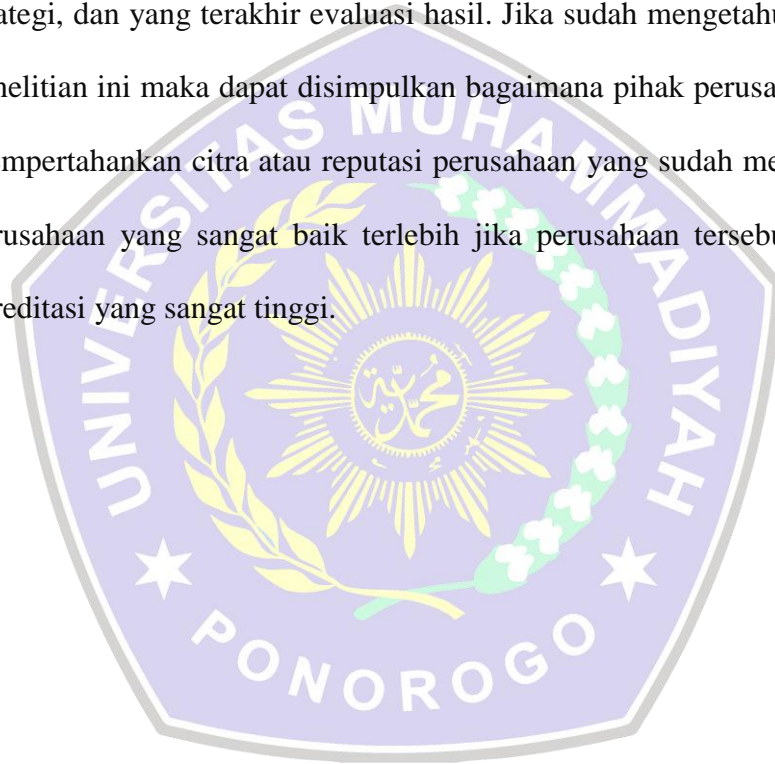 ategi, dan yang terakhir evaluasi hasil. Jika sudah mengetahu
nelitian ini maka dapat disimpulkan bagaimana pihak perusa
empertahankan citra atau reputasi perusahaan yang sudah me
rusahaan yang sangat baik terlebih jika perusahaan tersebu
reditasi yang sangat tinggi.
UNIVERSITAS MUHAMMADIYAH
محمدية
PONOROGO